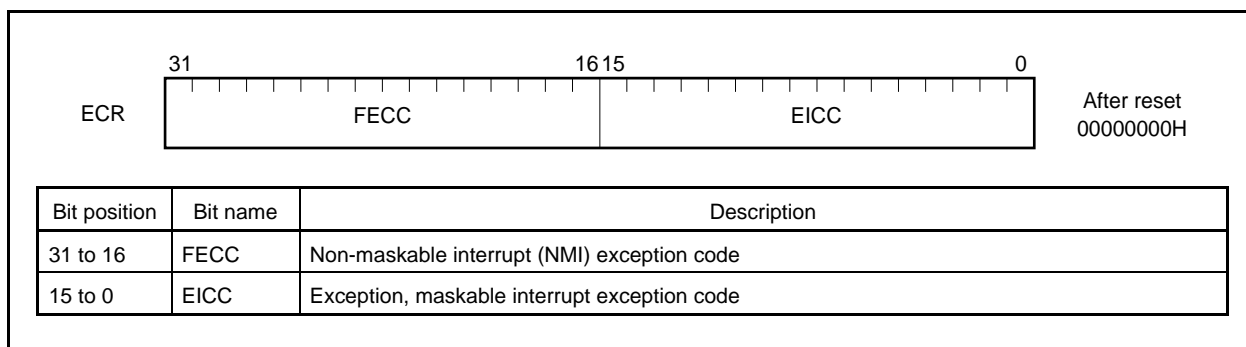 31 16 15 0
ECR FECC EICC After reset
00000000H
Bit position Bit name Description
31 to 16 FECC Non-maskable interrupt (NMI) exception code
15 to 0 EICC Exception, maskable interrupt exception code